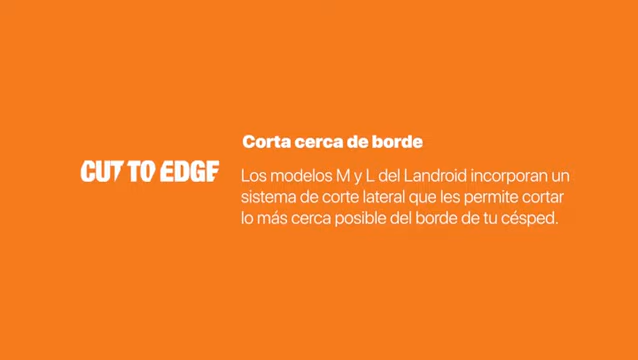 CUT TO EDGE
Corta cerca de borde
Los modelos M y L del Landroid incorporan un
sistema de corte lateral que les permite cortar
lo más cerca posible del borde de tu césped.